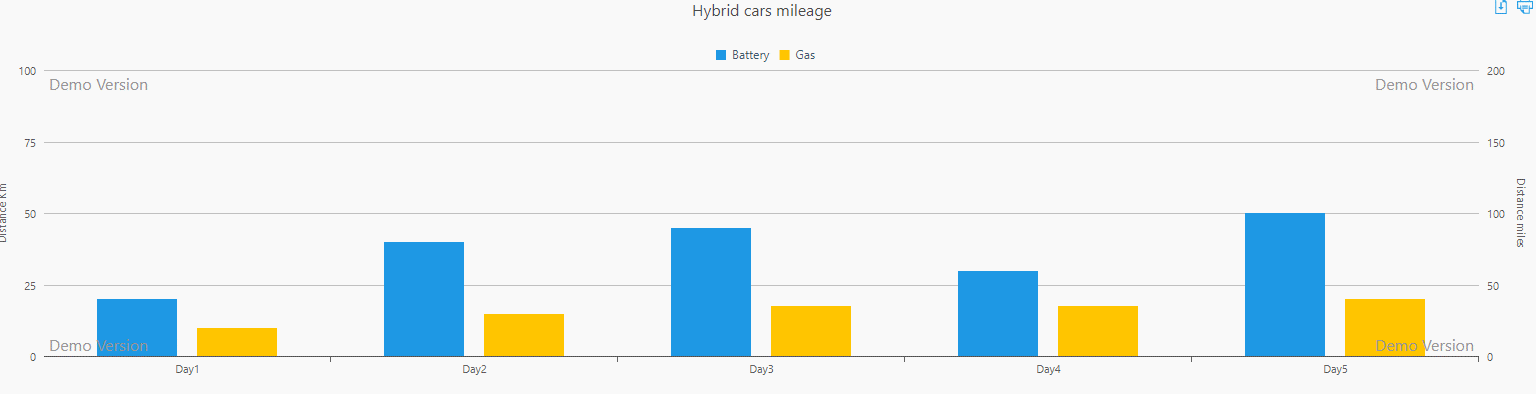 Hybrid cars mileage
Battery Gas
100 200
Demo Version Demo Version
75 150
Distance Km
Distance miles
50 100
25 50
Demo Version Demo Version
0 0
Day1 Day2 Day3 Day4 Day5